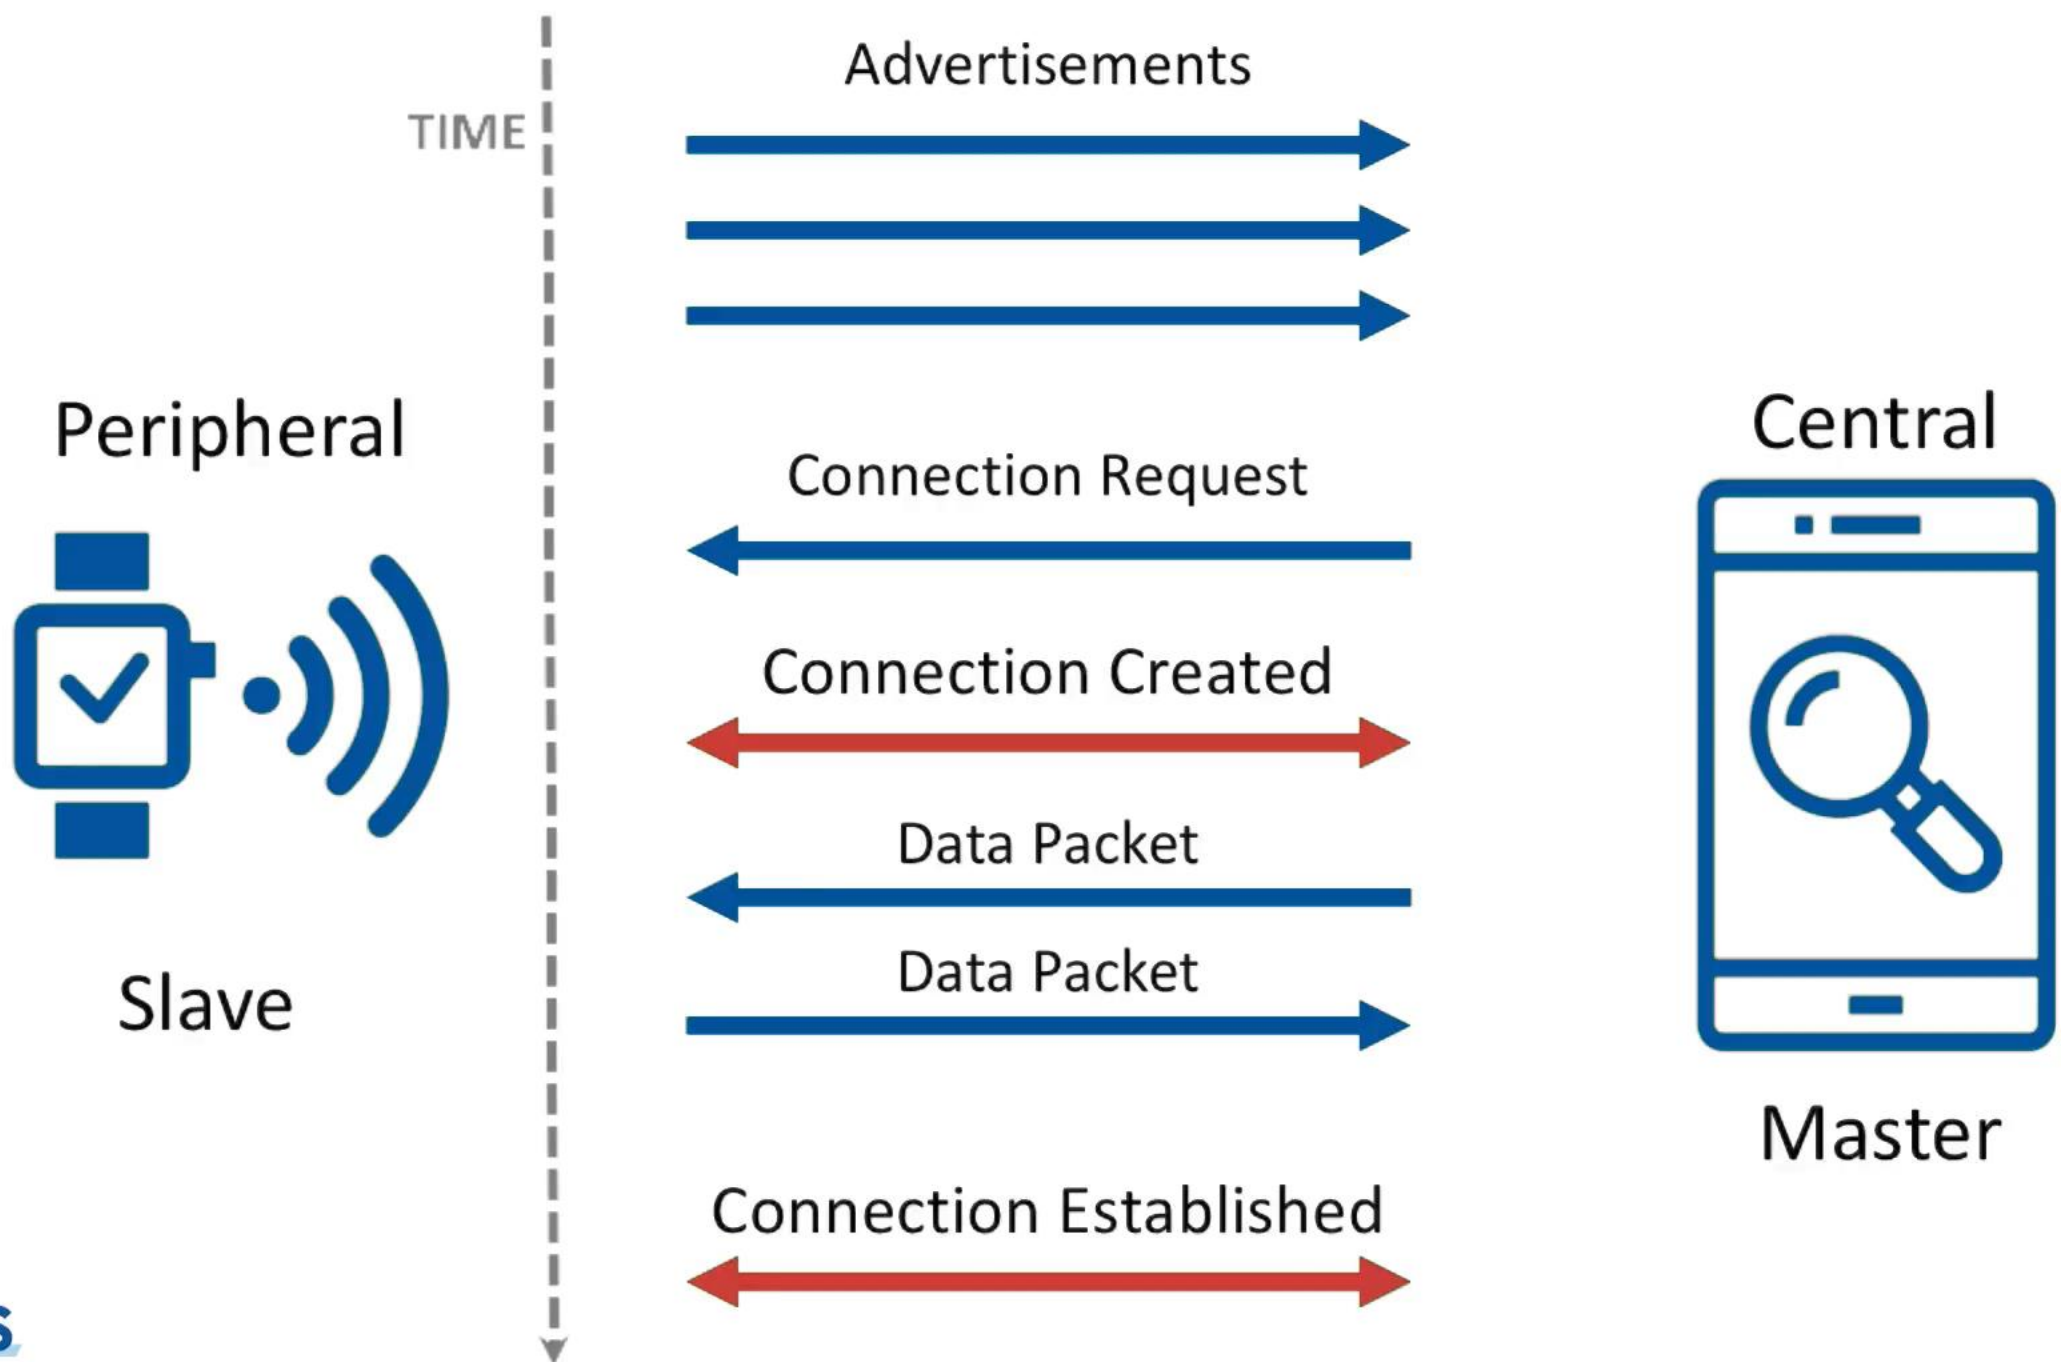 Advertisements
TIME
Peripheral
Central
Connection Request
Connection Created
Data Packet
Data Packet
Slave
Master
Connection Established
s